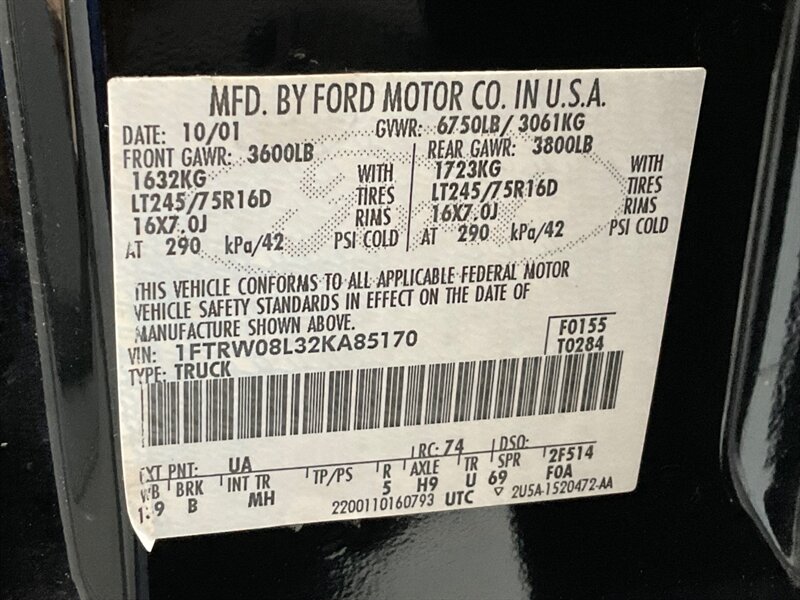 MFD. BY FORD MOTOR CO. IN U.S.A.
DATE: 10/01 GVWR: 6750LB/ 3061KG
FRONT GAWR: 3600LB REAR GAWR: 3800LB
1632KG WITH 1723KG WITH
LT245/75R16D TIRES LT245/75R16D TIRES
16X7.0J RIMS 16X7.0J RIMS
AT 290 kPa/42 PSI COLD AT 290 kPa/42 PSI COLD
THIS VEHICLE CONFORMS TO ALL APPLICABLE FEDERAL MOTOR
VEHICLE SAFETY STANDARDS IN EFFECT ON THE DATE OF
MANUFACTURE SHOWN ABOVE.
VIN: 1FTRW08L32KA85170 F0155
TYPE: TRUCK T0284
EXT PNT: UA RC: 74 DSO: 2F514
WB BRK INT TR TP/PS R AXLE TR SPR F0A
9 B MH 5 H9 U 69
2200110160793 UTC ▽ 2U5A-1520472-AA